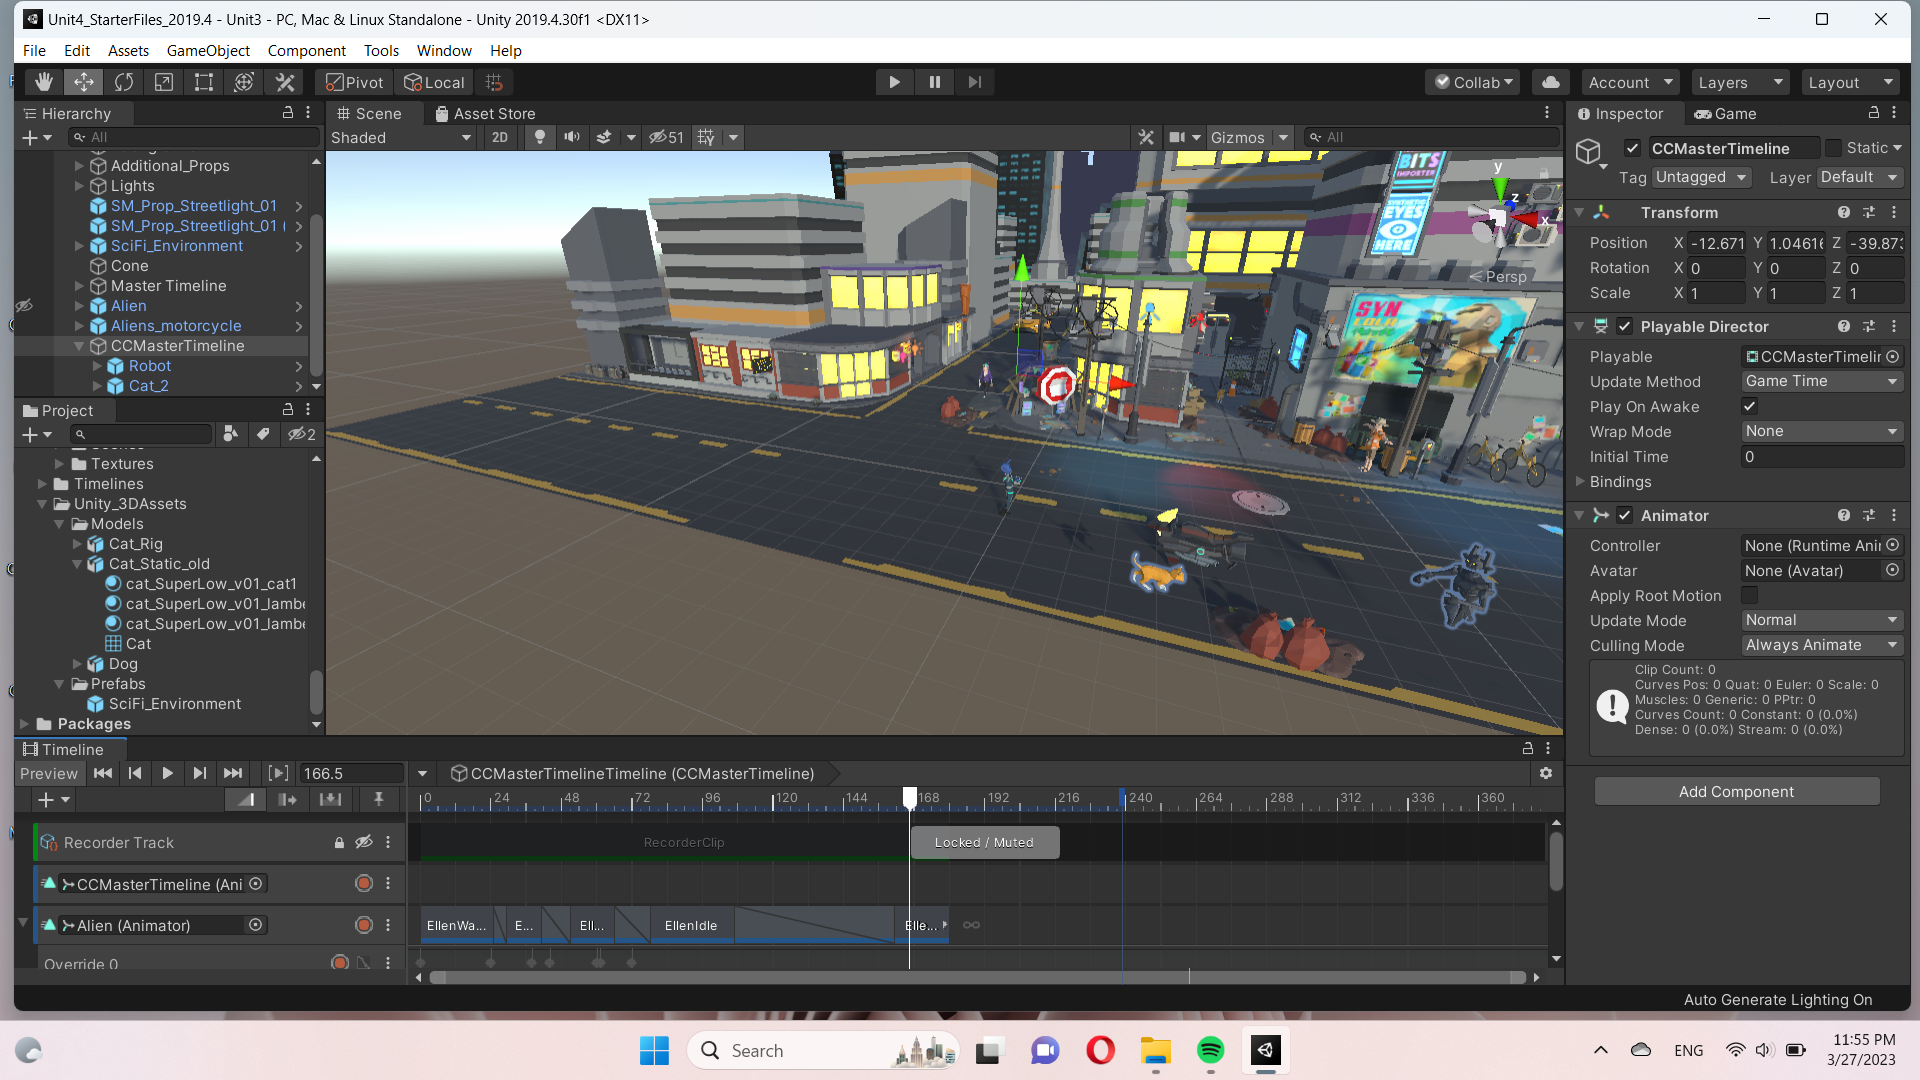 Unit4_StarterFiles_2019.4 - Unit3 - PC, Mac & Linux Standalone - Unity 2019.4.30f1 <DX11>
File Edit Assets GameObject Component Tools Window Help
Pivot Local Collab Account Layers Layout
Hierarchy
All
Additional_Props
Lights
SM_Prop_Streetlight_01
SM_Prop_Streetlight_01 (
SciFi_Environment
Cone
Master Timeline
Alien
Aliens_motorcycle
CCMasterTimeline
Robot
Cat_2
Project
2
Textures
Timelines
Unity_3DAssets
Models
Cat_Rig
Cat_Static_old
cat_SuperLow_v01_cat1
cat_SuperLow_v01_lambe
cat_SuperLow_v01_lambe
Cat
Dog
Prefabs
SciFi_Environment
Packages
Scene Asset Store
Shaded 2D 51 Gizmos All
BITS
IMPORTER
SYNTHETIC
EYES
HERE
SYN
COLA
y
z
x
Persp
Inspector Game
CCMasterTimeline Static
Tag Untagged Layer Default
Transform
Position X -12.671 Y 1.0461 Z -39.873
Rotation X 0 Y 0 Z 0
Scale X 1 Y 1 Z 1
Playable Director
Playable CCMasterTimelin
Update Method Game Time
Play On Awake
Wrap Mode None
Initial Time 0
Bindings
Animator
Controller None (Runtime Ani
Avatar None (Avatar)
Apply Root Motion
Update Mode Normal
Culling Mode Always Animate
Clip Count: 0
Curves Pos: 0 Quat: 0 Euler: 0 Scale: 0
Muscles: 0 Generic: 0 PPtr: 0
Curves Count: 0 Constant: 0 (0.0%)
Dense: 0 (0.0%) Stream: 0 (0.0%)
Add Component
Timeline
Preview 166.5 CCMasterTimelineTimeline (CCMasterTimeline)
0 24 48 72 96 120 144 168 192 216 240 264 288 312 336 360
Recorder Track RecorderClip Locked / Muted
CCMasterTimeline (Ani
Alien (Animator) EllenWa... E... Ell... EllenIdle Elle...
Override 0
Auto Generate Lighting On
Search
ENG
11:55 PM
3/27/2023